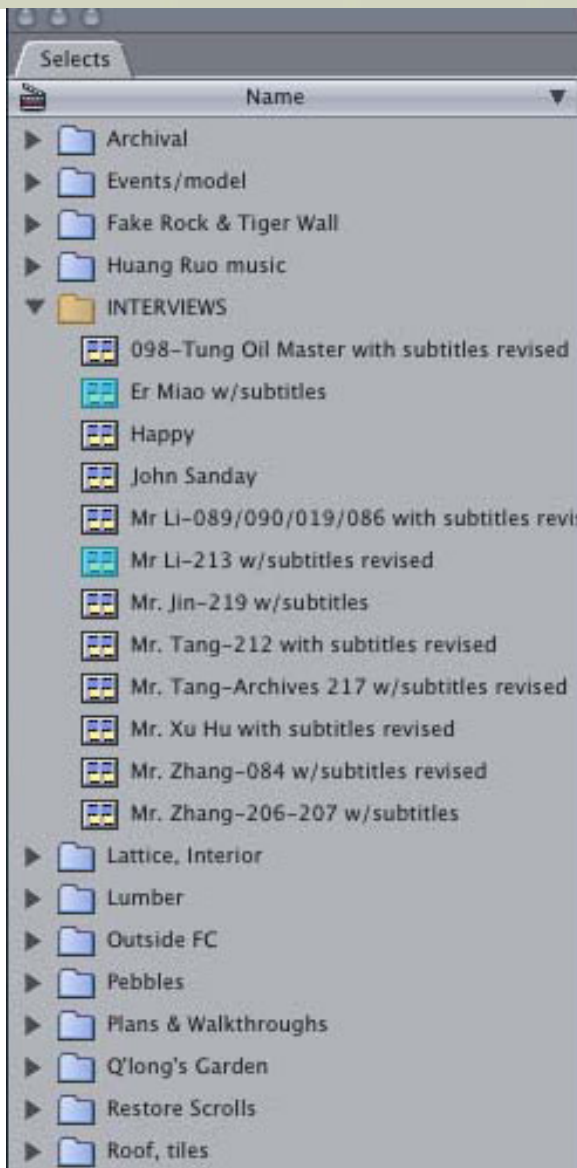 Selects
Name
Archival
Events/model
Fake Rock & Tiger Wall
Huang Ruo music
INTERVIEWS
098-Tung Oil Master with subtitles revised
Er Miao w/subtitles
Happy
John Sanday
Mr Li-089/090/019/086 with subtitles revis
Mr Li-213 w/subtitles revised
Mr. Jin-219 w/subtitles
Mr. Tang-212 with subtitles revised
Mr. Tang-Archives 217 w/subtitles revised
Mr. Xu Hu with subtitles revised
Mr. Zhang-084 w/subtitles revised
Mr. Zhang-206-207 w/subtitles
Lattice, Interior
Lumber
Outside FC
Pebbles
Plans & Walkthroughs
Q'long's Garden
Restore Scrolls
Roof, tiles